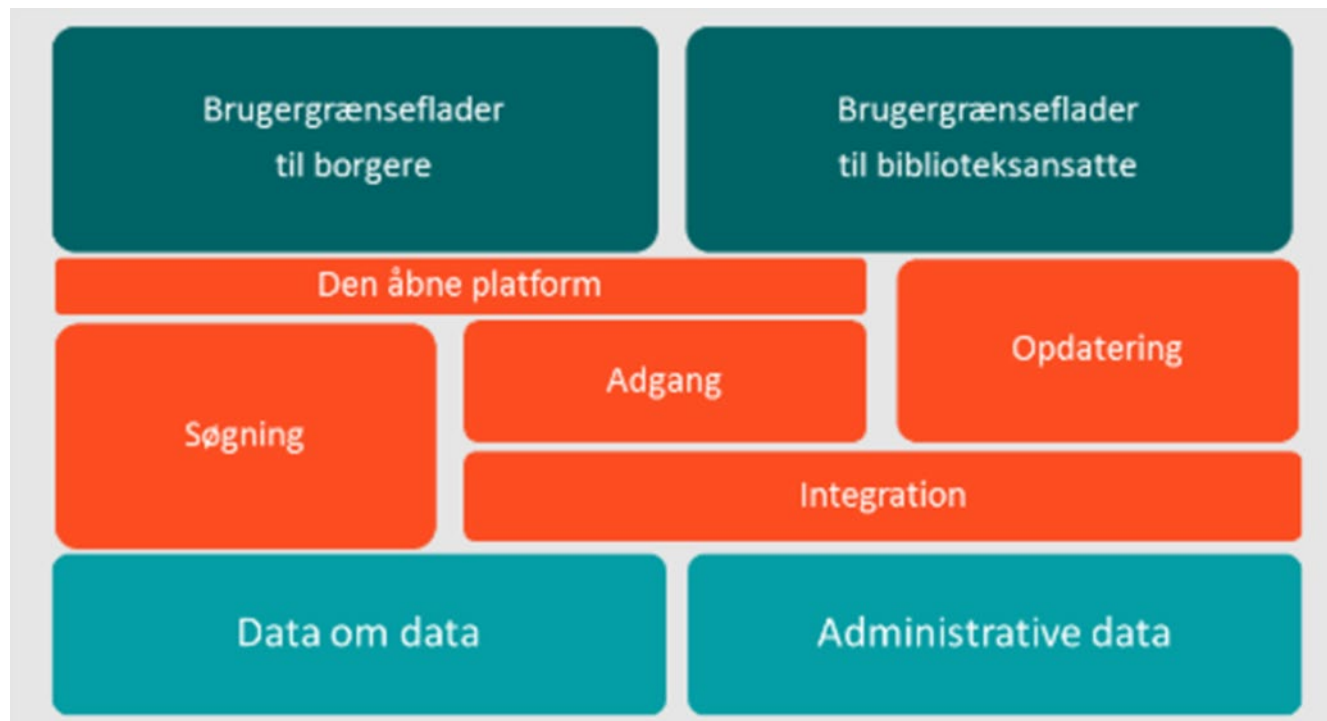 Brugergrænseflader
til borgere
Brugergrænseflader
til biblioteksansatte
Den åbne platform
Opdatering
Adgang
Søgning
Integration
Data om data
Administrative data